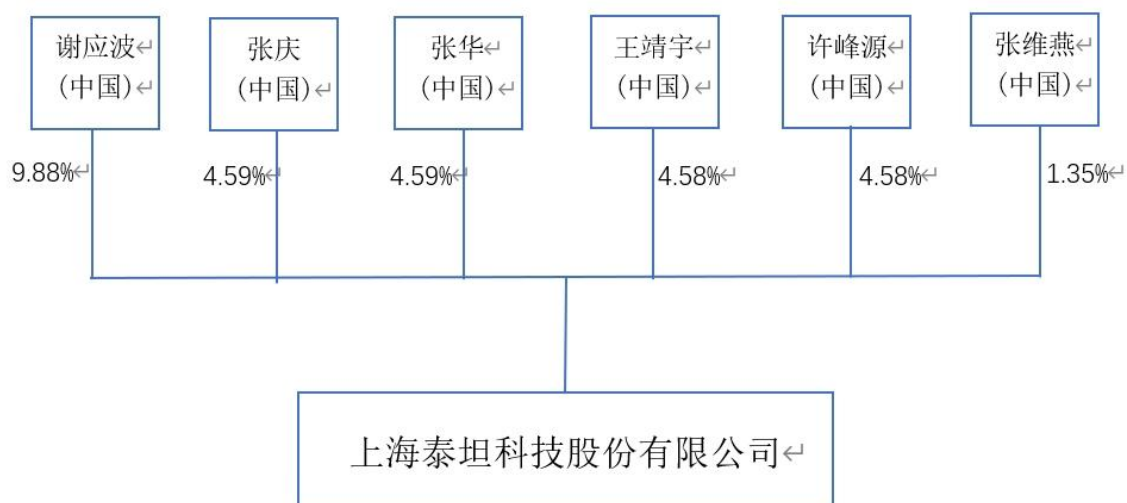 谢应波
(中国)
张庆
(中国)
张华
(中国)
王靖宇
(中国)
许峰源
(中国)
张维燕
(中国)
9.88%
4.59%
4.59%
4.58%
4.58%
1.35%
上海泰坦科技股份有限公司